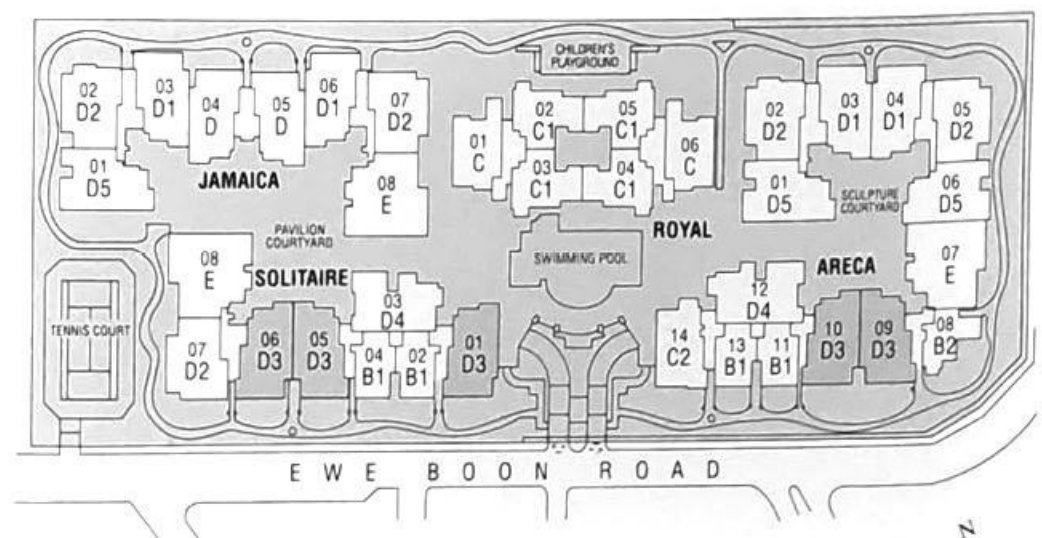 CHILDREN'S
PLAYGROUND
02
D2
03
D1
04
D
05
D
06
D1
07
D2
01
D5
08
E
JAMAICA
02
C1
05
C1
01
C
06
C
03
C1
04
C1
ROYAL
02
D2
03
D1
04
D1
05
D2
01
D5
06
D5
SCULPTURE
COURTYARD
07
E
ARECA
PAVILION
COURTYARD
SOLITAIRE
SWIMMING POOL
TENNIS COURT
08
E
07
D2
06
D3
05
D3
03
D4
04
B1
02
B1
01
D3
14
C2
12
D4
13
B1
11
B1
10
D3
09
D3
08
B2
EWE BOON ROAD
N